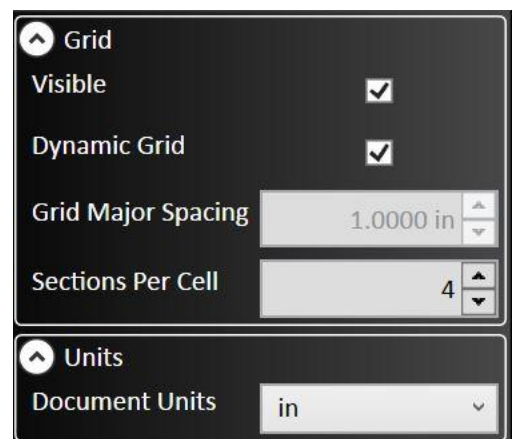 Grid
Visible
Dynamic Grid
Grid Major Spacing 1.0000 in
Sections Per Cell 4
Units
Document Units in